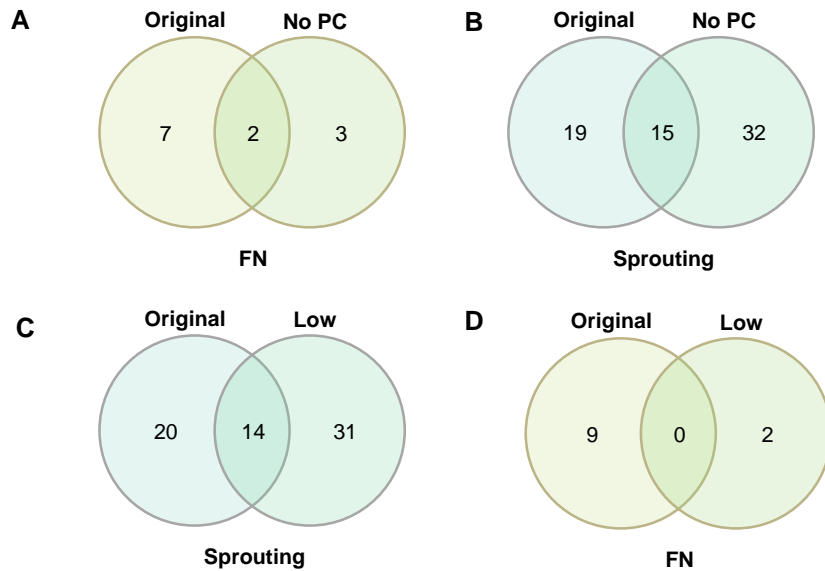 A
Original No PC
7 2 3
FN
B
Original No PC
19 15 32
Sprouting
C
Original Low
20 14 31
Sprouting
D
Original Low
9 0 2
FN